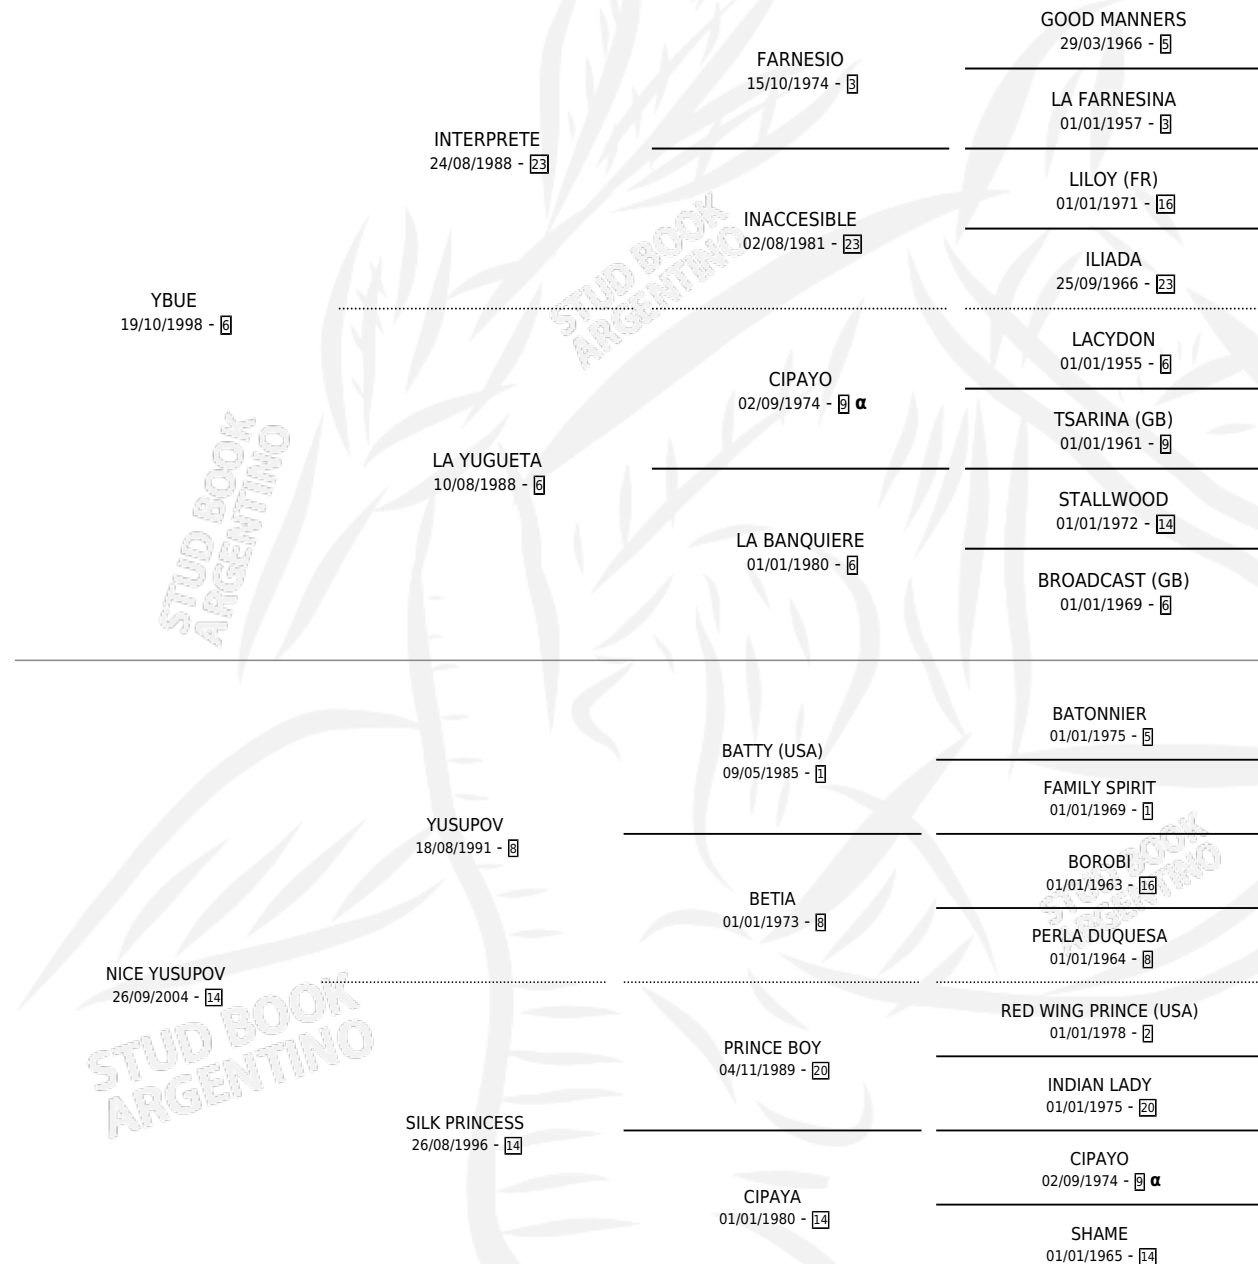 GOOD MANNERS
29/03/1966 - 5
FARNESIO
15/10/1974 - 3
LA FARNESINA
01/01/1957 - 3
INTERPRETE
24/08/1988 - 23
LILOY (FR)
01/01/1971 - 16
INACCESIBLE
02/08/1981 - 23
ILIADA
25/09/1966 - 23
YBUE
19/10/1998 - 6
LACYDON
01/01/1955 - 6
CIPAYO
02/09/1974 - 9 α
TSARINA (GB)
01/01/1961 - 9
LA YUGUETA
10/08/1988 - 6
STALLWOOD
01/01/1972 - 14
LA BANQUIERE
01/01/1980 - 6
BROADCAST (GB)
01/01/1969 - 6
BATONNIER
01/01/1975 - 5
BATTY (USA)
09/05/1985 - 1
FAMILY SPIRIT
01/01/1969 - 1
YUSUPOV
18/08/1991 - 8
BOROBI
01/01/1963 - 16
BETIA
01/01/1973 - 8
PERLA DUQUESA
01/01/1964 - 8
NICE YUSUPOV
26/09/2004 - 14
RED WING PRINCE (USA)
01/01/1978 - 2
PRINCE BOY
04/11/1989 - 20
INDIAN LADY
01/01/1975 - 20
SILK PRINCESS
26/08/1996 - 14
CIPAYO
02/09/1974 - 9 α
CIPAYA
01/01/1980 - 14
SHAME
01/01/1965 - 14
STUD BOOK
ARGENTINO
STUD BOOK
ARGENTINO
STUD BOOK
ARGENTINO
STUD BOOK
ARGENTINO